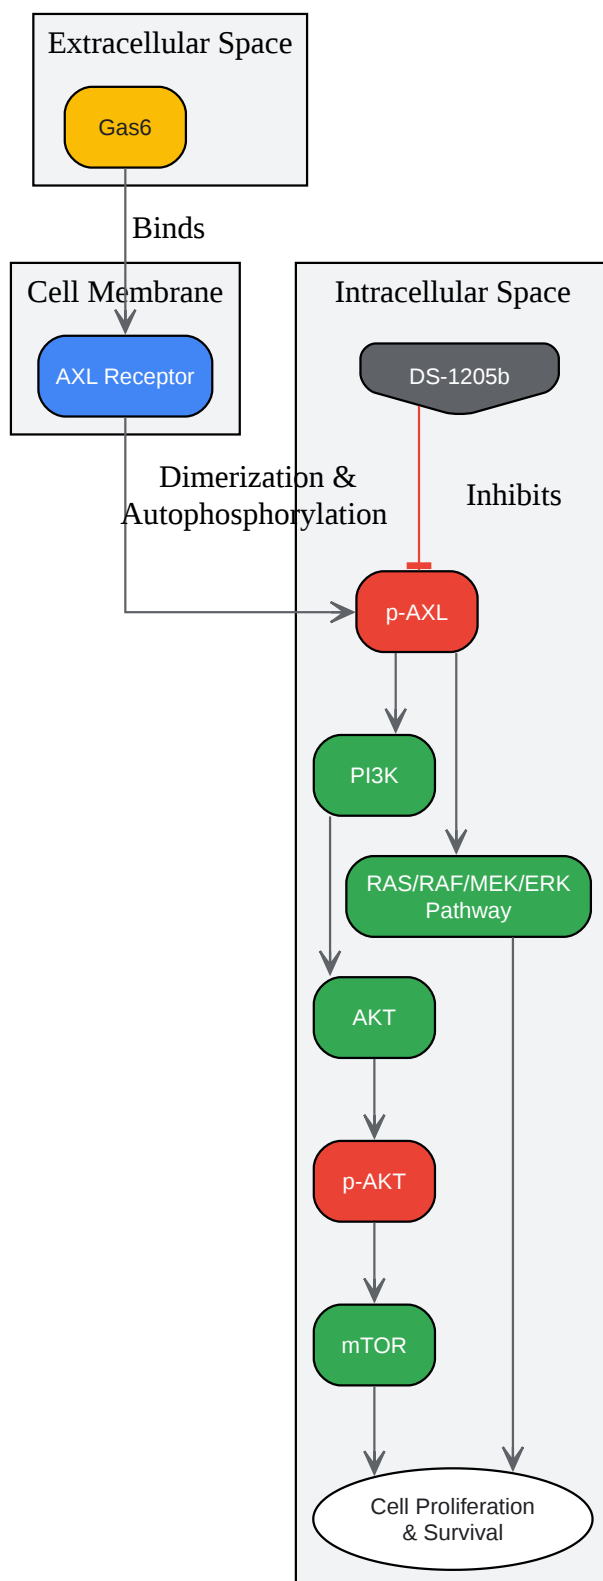 Extracellular Space
Gas6
Binds
Cell Membrane
AXL Receptor
Intracellular Space
DS-1205b
Dimerization &
Autophosphorylation
Inhibits
p-AXL
PI3K
RAS/RAF/MEK/ERK
Pathway
AKT
p-AKT
mTOR
Cell Proliferation
& Survival